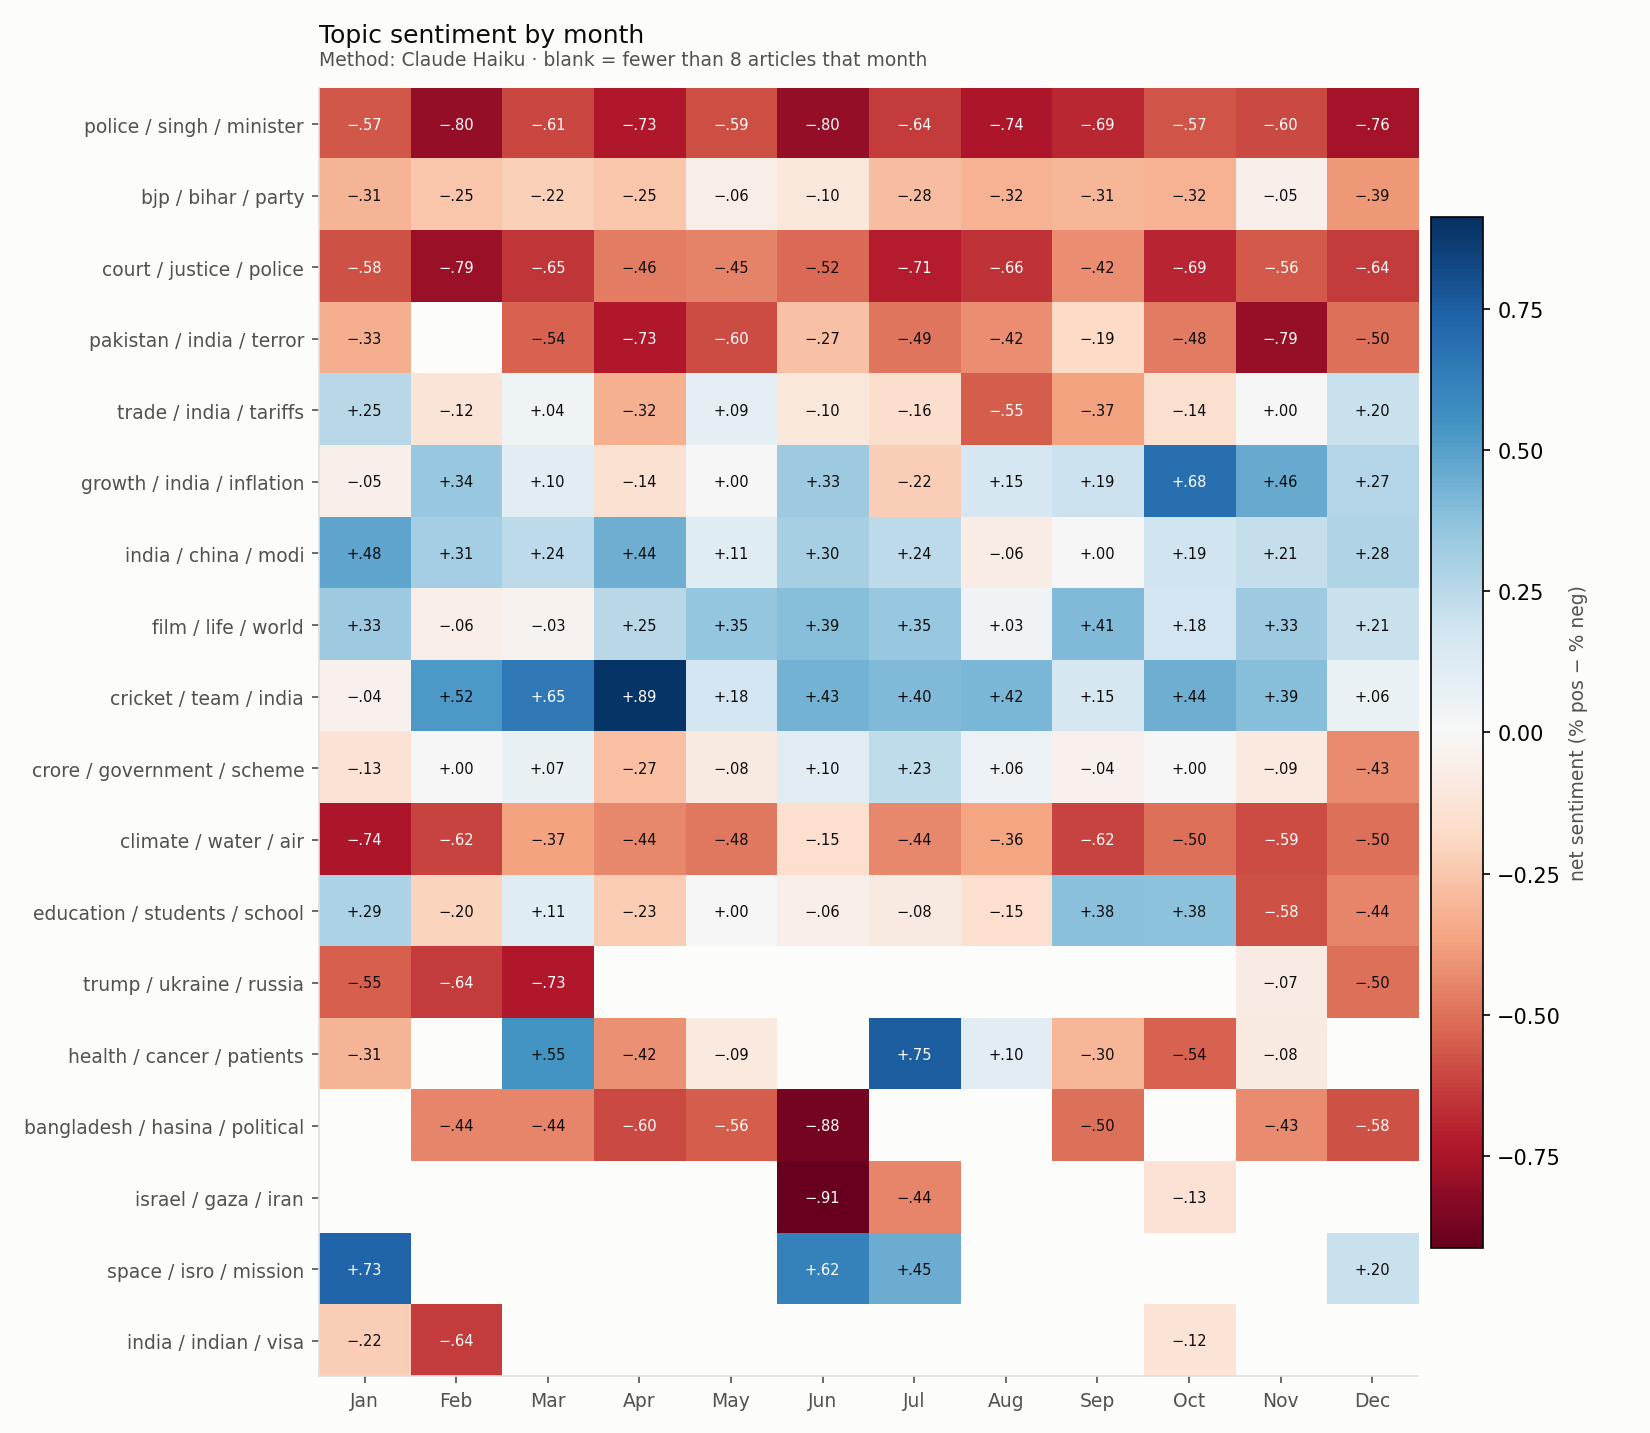 Topic sentiment by month
Method: Claude Haiku · blank = fewer than 8 articles that month
police / singh / minister −.57 −.80 −.61 −.73 −.59 −.80 −.64 −.74 −.69 −.57 −.60 −.76
bjp / bihar / party −.31 −.25 −.22 −.25 −.06 −.10 −.28 −.32 −.31 −.32 −.05 −.39
court / justice / police −.58 −.79 −.65 −.46 −.45 −.52 −.71 −.66 −.42 −.69 −.56 −.64
pakistan / india / terror −.33 −.54 −.73 −.60 −.27 −.49 −.42 −.19 −.48 −.79 −.50
trade / india / tariffs +.25 −.12 +.04 −.32 +.09 −.10 −.16 −.55 −.37 −.14 +.00 +.20
growth / india / inflation −.05 +.34 +.10 −.14 +.00 +.33 −.22 +.15 +.19 +.68 +.46 +.27
india / china / modi +.48 +.31 +.24 +.44 +.11 +.30 +.24 −.06 +.00 +.19 +.21 +.28
film / life / world +.33 −.06 −.03 +.25 +.35 +.39 +.35 +.03 +.41 +.18 +.33 +.21
cricket / team / india −.04 +.52 +.65 +.89 +.18 +.43 +.40 +.42 +.15 +.44 +.39 +.06
crore / government / scheme −.13 +.00 +.07 −.27 −.08 +.10 +.23 +.06 −.04 +.00 −.09 −.43
climate / water / air −.74 −.62 −.37 −.44 −.48 −.15 −.44 −.36 −.62 −.50 −.59 −.50
education / students / school +.29 −.20 +.11 −.23 +.00 −.06 −.08 −.15 +.38 +.38 −.58 −.44
trump / ukraine / russia −.55 −.64 −.73 −.07 −.50
health / cancer / patients −.31 +.55 −.42 −.09 +.75 +.10 −.30 −.54 −.08
bangladesh / hasina / political −.44 −.44 −.60 −.56 −.88 −.50 −.43 −.58
israel / gaza / iran −.91 −.44 −.13
space / isro / mission +.73 +.62 +.45 +.20
india / indian / visa −.22 −.64 −.12
Jan Feb Mar Apr May Jun Jul Aug Sep Oct Nov Dec
0.75
0.50
0.25
0.00
−0.25
−0.50
−0.75
net sentiment (% pos − % neg)